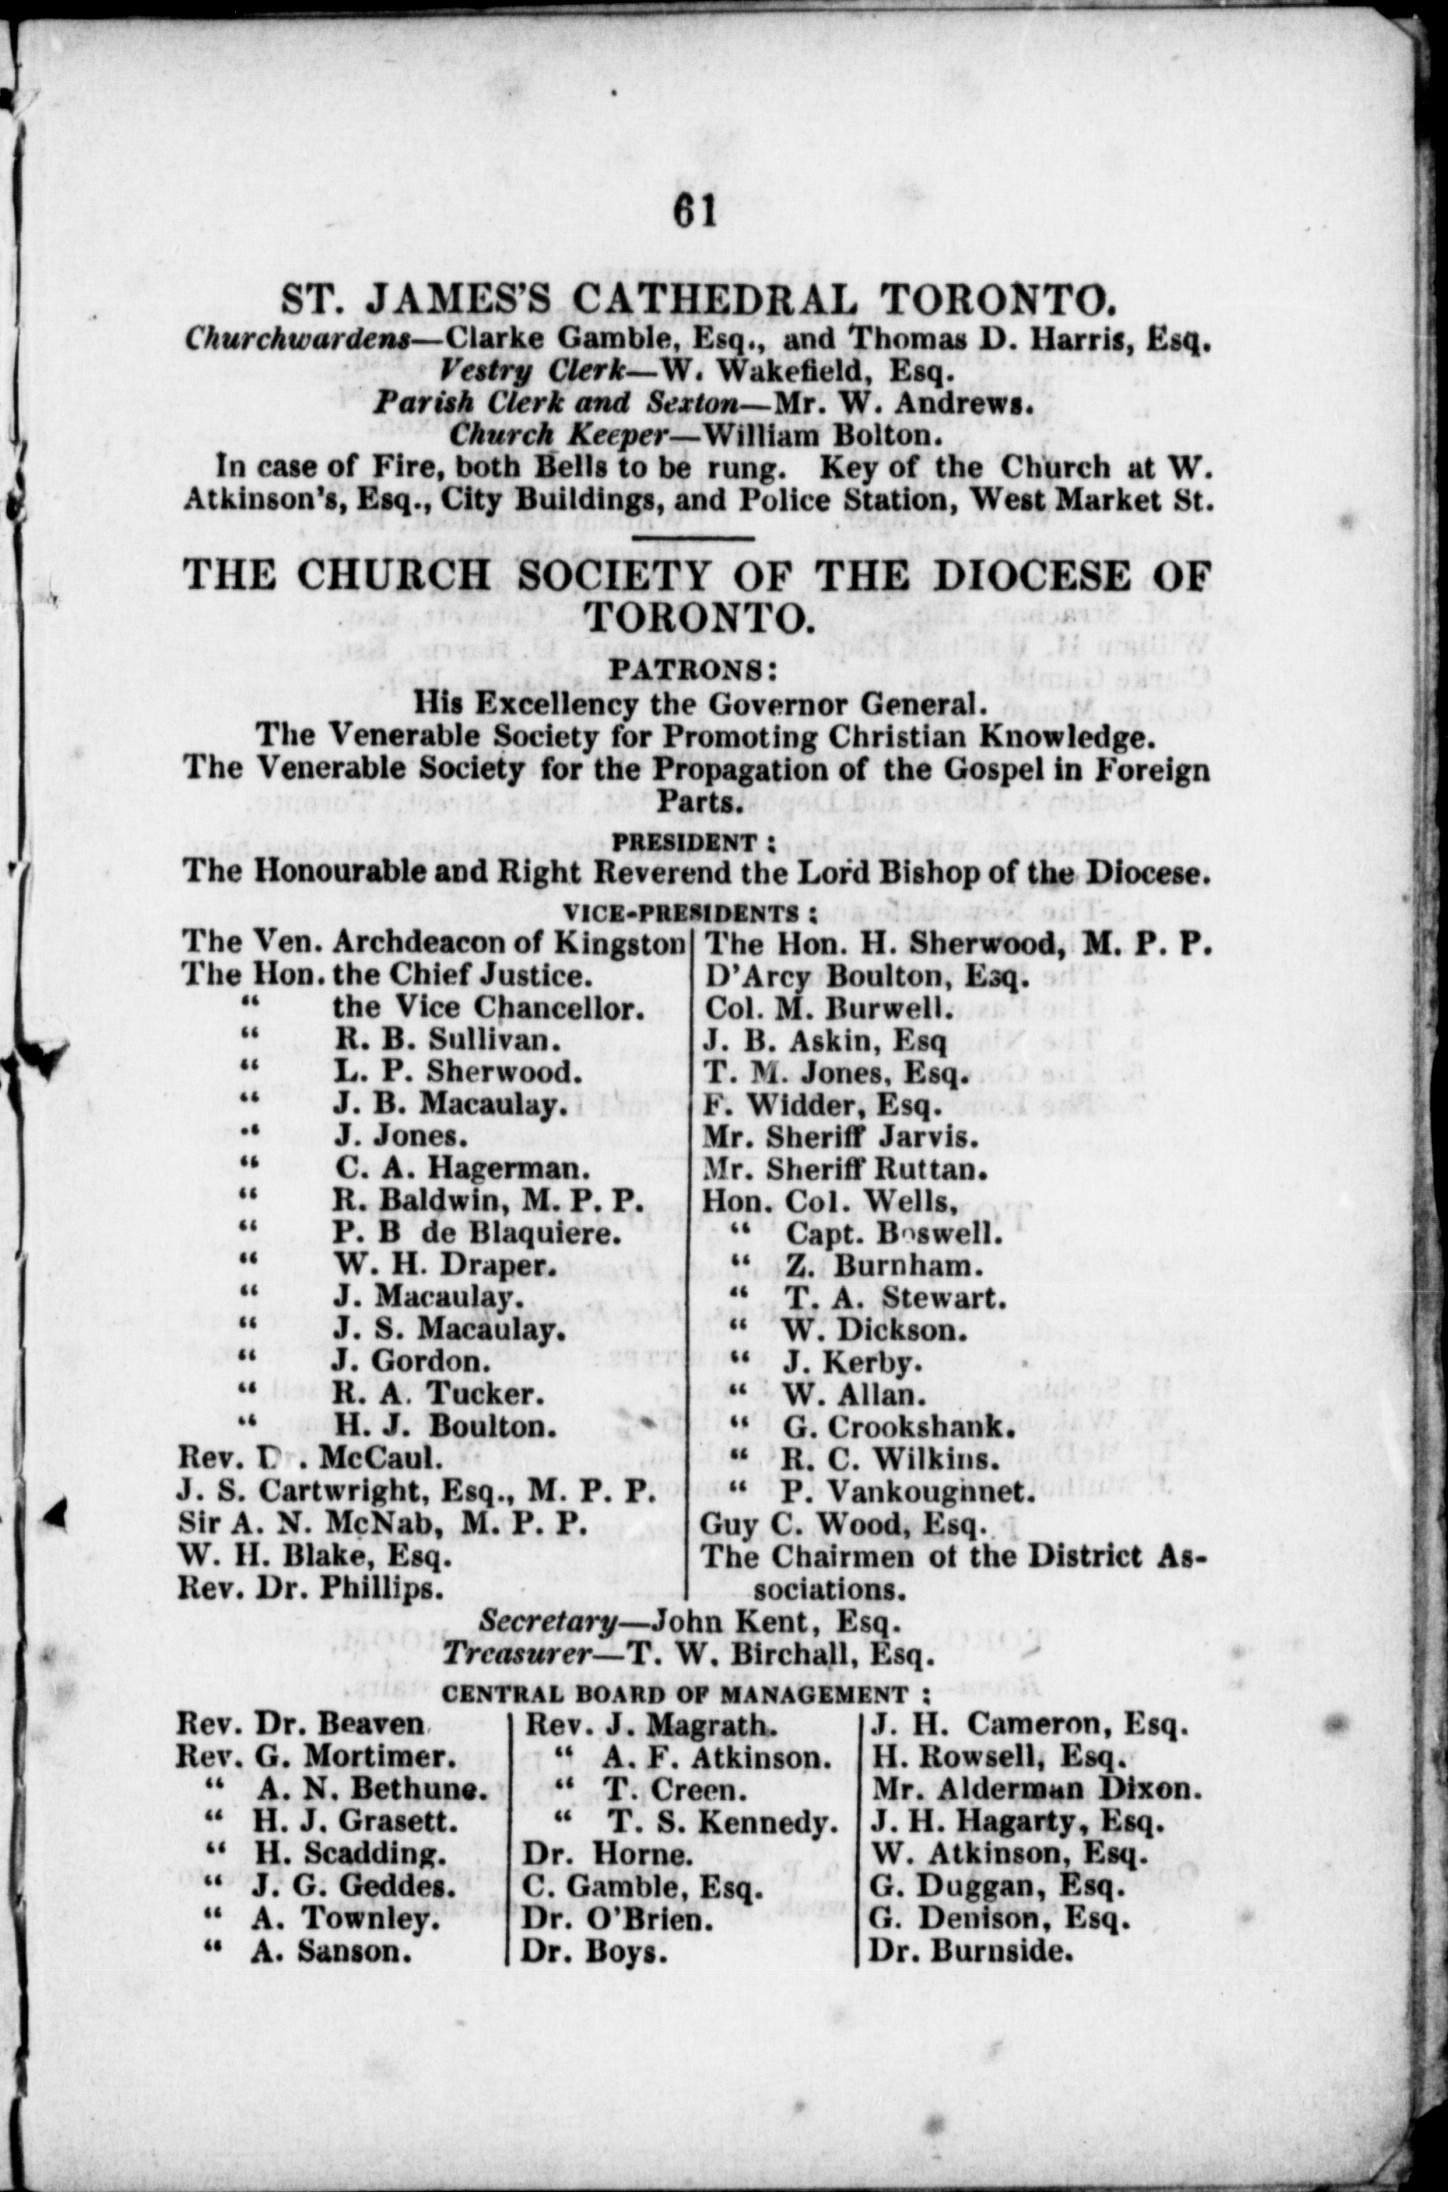 61
ST. JAMES'S CATHEDRAL TORONTO.
Churchwardens—Clarke Gamble, Esq., and Thomas D. Harris, Esq.
Vestry Clerk—W. Wakefield, Esq.
Parish Clerk and Sexton—Mr. W. Andrews.
Church Keeper—William Bolton.
In case of Fire, both Bells to be rung. Key of the Church at W.
Atkinson's, Esq., City Buildings, and Police Station, West Market St.
THE CHURCH SOCIETY OF THE DIOCESE OF
TORONTO.
PATRONS:
His Excellency the Governor General.
The Venerable Society for Promoting Christian Knowledge.
The Venerable Society for the Propagation of the Gospel in Foreign
Parts.
PRESIDENT:
The Honourable and Right Reverend the Lord Bishop of the Diocese.
VICE-PRESIDENTS:
The Ven. Archdeacon of Kingston
The Hon. the Chief Justice.
" the Vice Chancellor.
" R. B. Sullivan.
" L. P. Sherwood.
" J. B. Macaulay.
" J. Jones.
" C. A. Hagerman.
" R. Baldwin, M. P. P.
" P. B de Blaquiere.
" W. H. Draper.
" J. Macaulay.
" J. S. Macaulay.
" J. Gordon.
" R. A. Tucker.
" H. J. Boulton.
Rev. D . McCaul.
J. S. Cartwright, Esq., M. P. P.
Sir A. N. McNab, M. P. P.
W. H. Blake, Esq.
Rev. Dr. Phillips.
The Hon. H. Sherwood, M. P. P.
D'Arcy Boulton, Esq.
Col. M. Burwell.
J. B. Askin, Esq
T. M. Jones, Esq.
F. Widder, Esq.
Mr. Sheriff Jarvis.
Mr. Sheriff Ruttan.
Hon. Col. Wells,
" Capt. Boswell.
" Z. Burnham.
" T. A. Stewart.
" W. Dickson.
" J. Kerby.
" W. Allan.
" G. Crookshank.
" R. C. Wilkins.
" P. Vankoughnet.
Guy C. Wood, Esq.
The Chairmen of the District As-
sociations.
Secretary—John Kent, Esq.
Treasurer—T. W. Birchall, Esq.
CENTRAL BOARD OF MANAGEMENT:
Rev. Dr. Beaven
Rev. G. Mortimer.
" A. N. Bethune.
" H. J. Grasett.
" H. Scadding.
" J. G. Geddes.
" A. Townley.
" A. Sanson.
Rev. J. Magrath.
" A. F. Atkinson.
" T. Creen.
" T. S. Kennedy.
Dr. Horne.
C. Gamble, Esq.
Dr. O'Brien.
Dr. Boys.
J. H. Cameron, Esq.
H. Rowsell, Esq.
Mr. Alderman Dixon.
J. H. Hagarty, Esq.
W. Atkinson, Esq.
G. Duggan, Esq.
G. Denison, Esq.
Dr. Burnside.